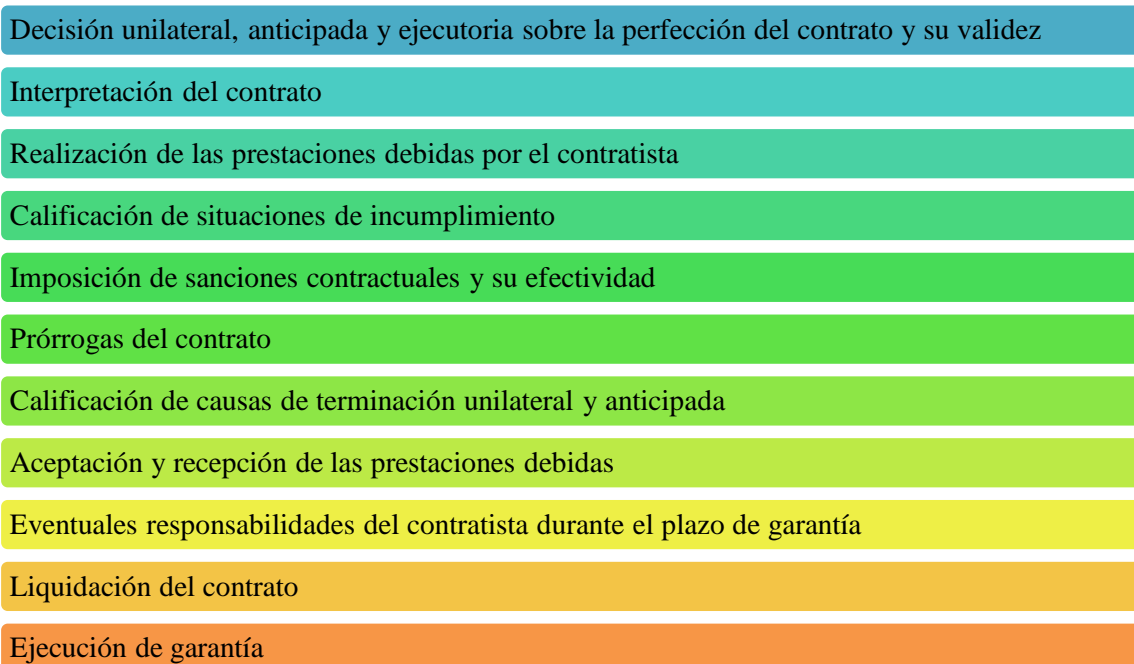 Decisión unilateral, anticipada y ejecutoria sobre la perfección del contrato y su validez
Interpretación del contrato
Realización de las prestaciones debidas por el contratista
Calificación de situaciones de incumplimiento
Imposición de sanciones contractuales y su efectividad
Prórrogas del contrato
Calificación de causas de terminación unilateral y anticipada
Aceptación y recepción de las prestaciones debidas
Eventuales responsabilidades del contratista durante el plazo de garantía
Liquidación del contrato
Ejecución de garantía